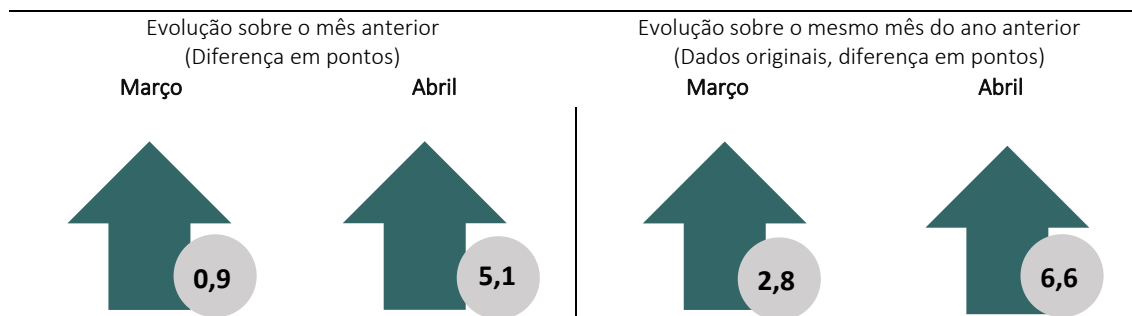 Evolução sobre o mês anterior
(Diferença em pontos)
Março Abril
0,9 5,1
Evolução sobre o mesmo mês do ano anterior
(Dados originais, diferença em pontos)
Março Abril
2,8 6,6